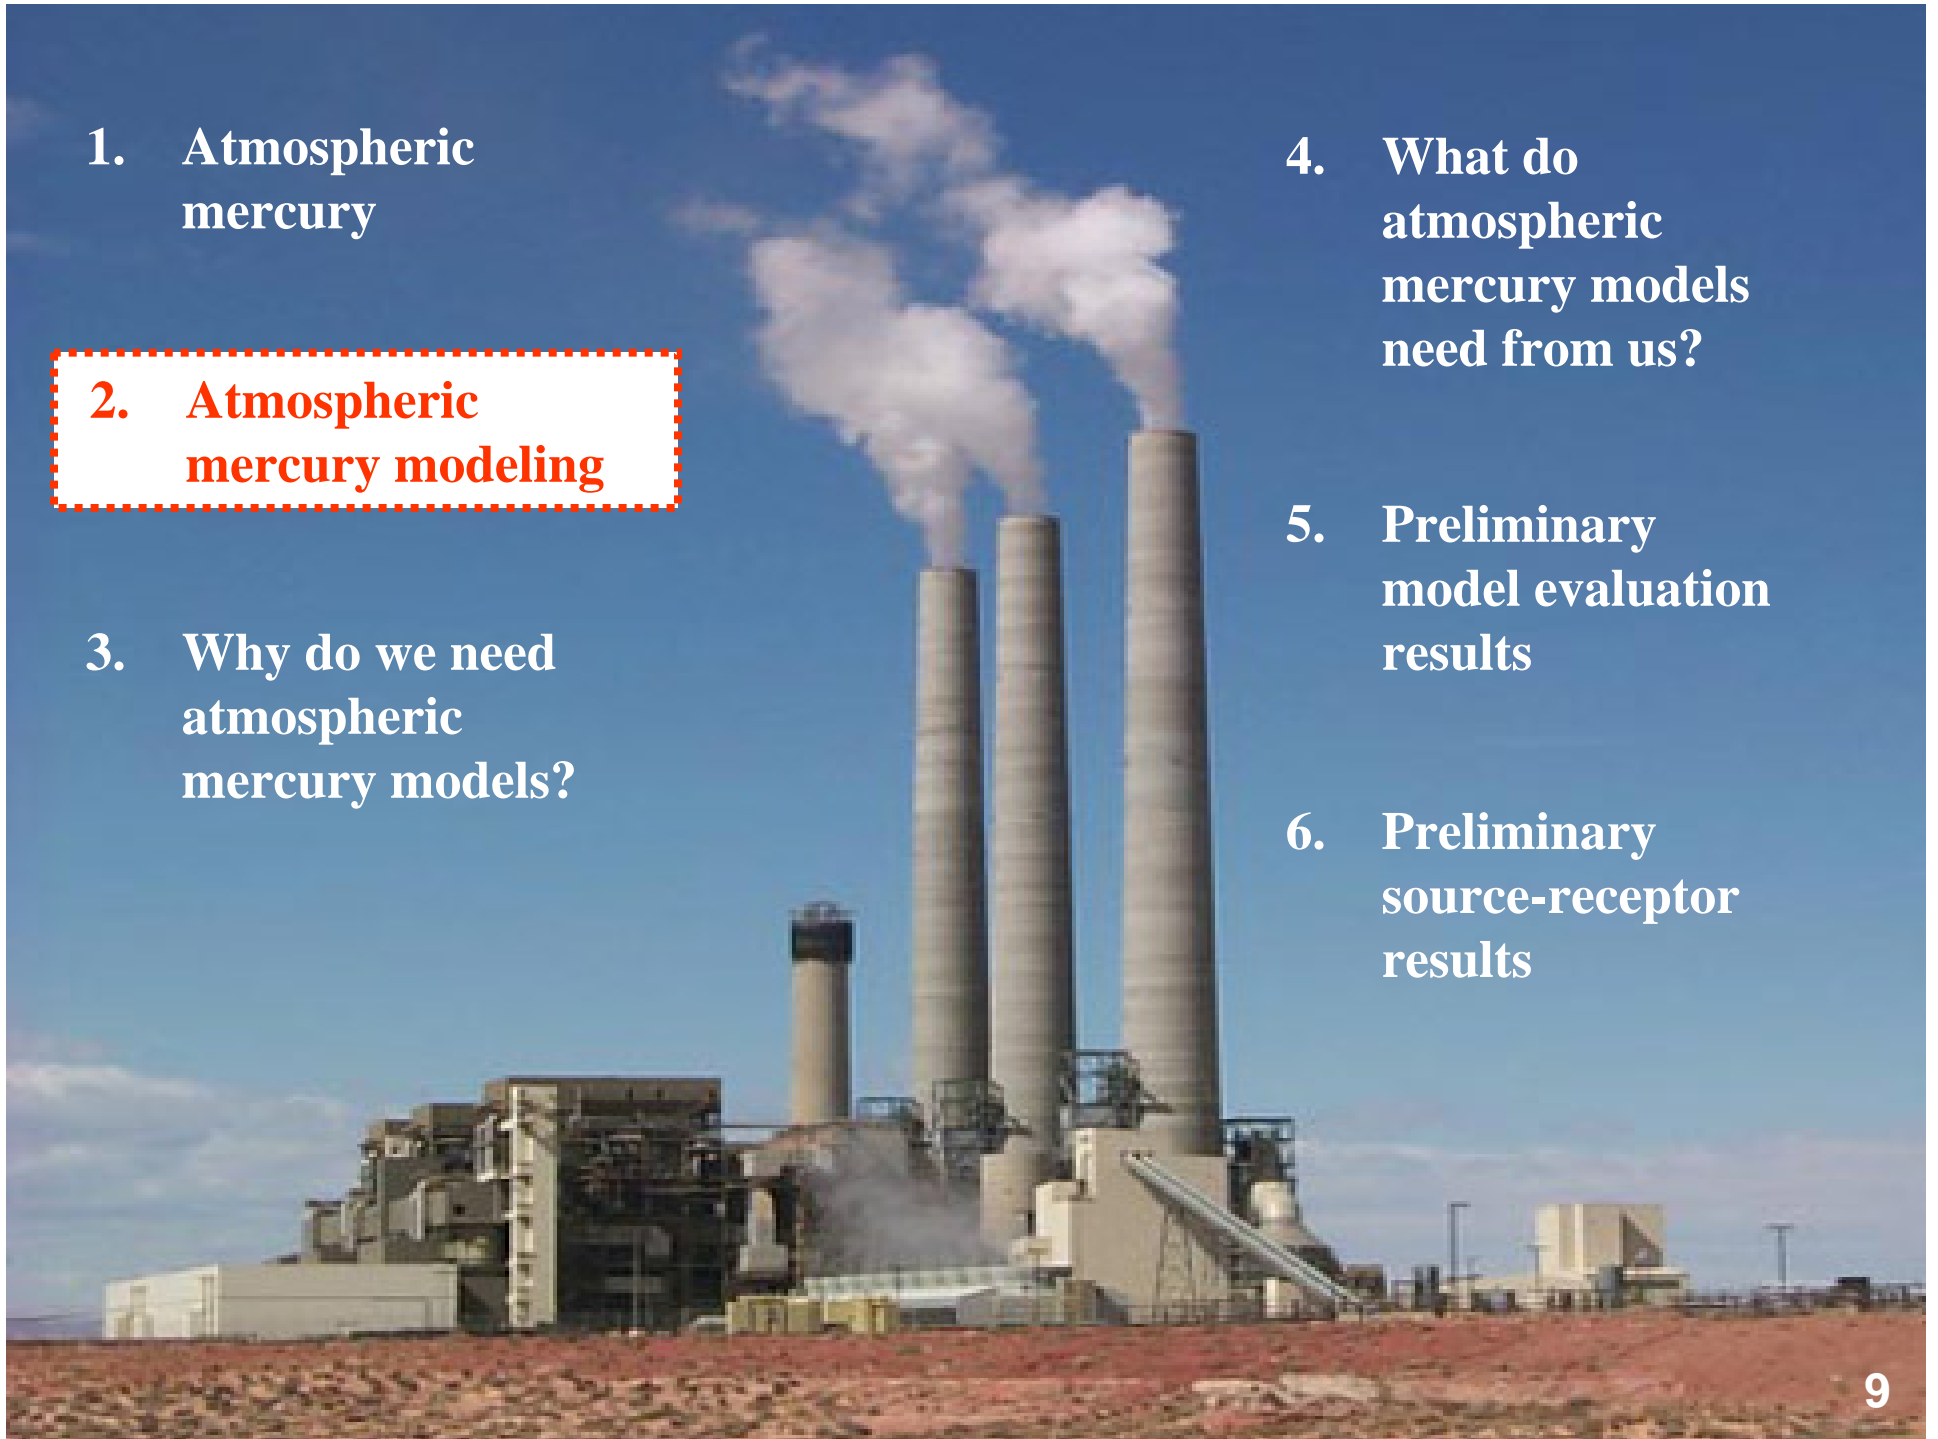 1. Atmospheric
mercury
2. Atmospheric
mercury modeling
3. Why do we need
atmospheric
mercury models?
4. What do
atmospheric
mercury models
need from us?
5. Preliminary
model evaluation
results
6. Preliminary
source-receptor
results
9